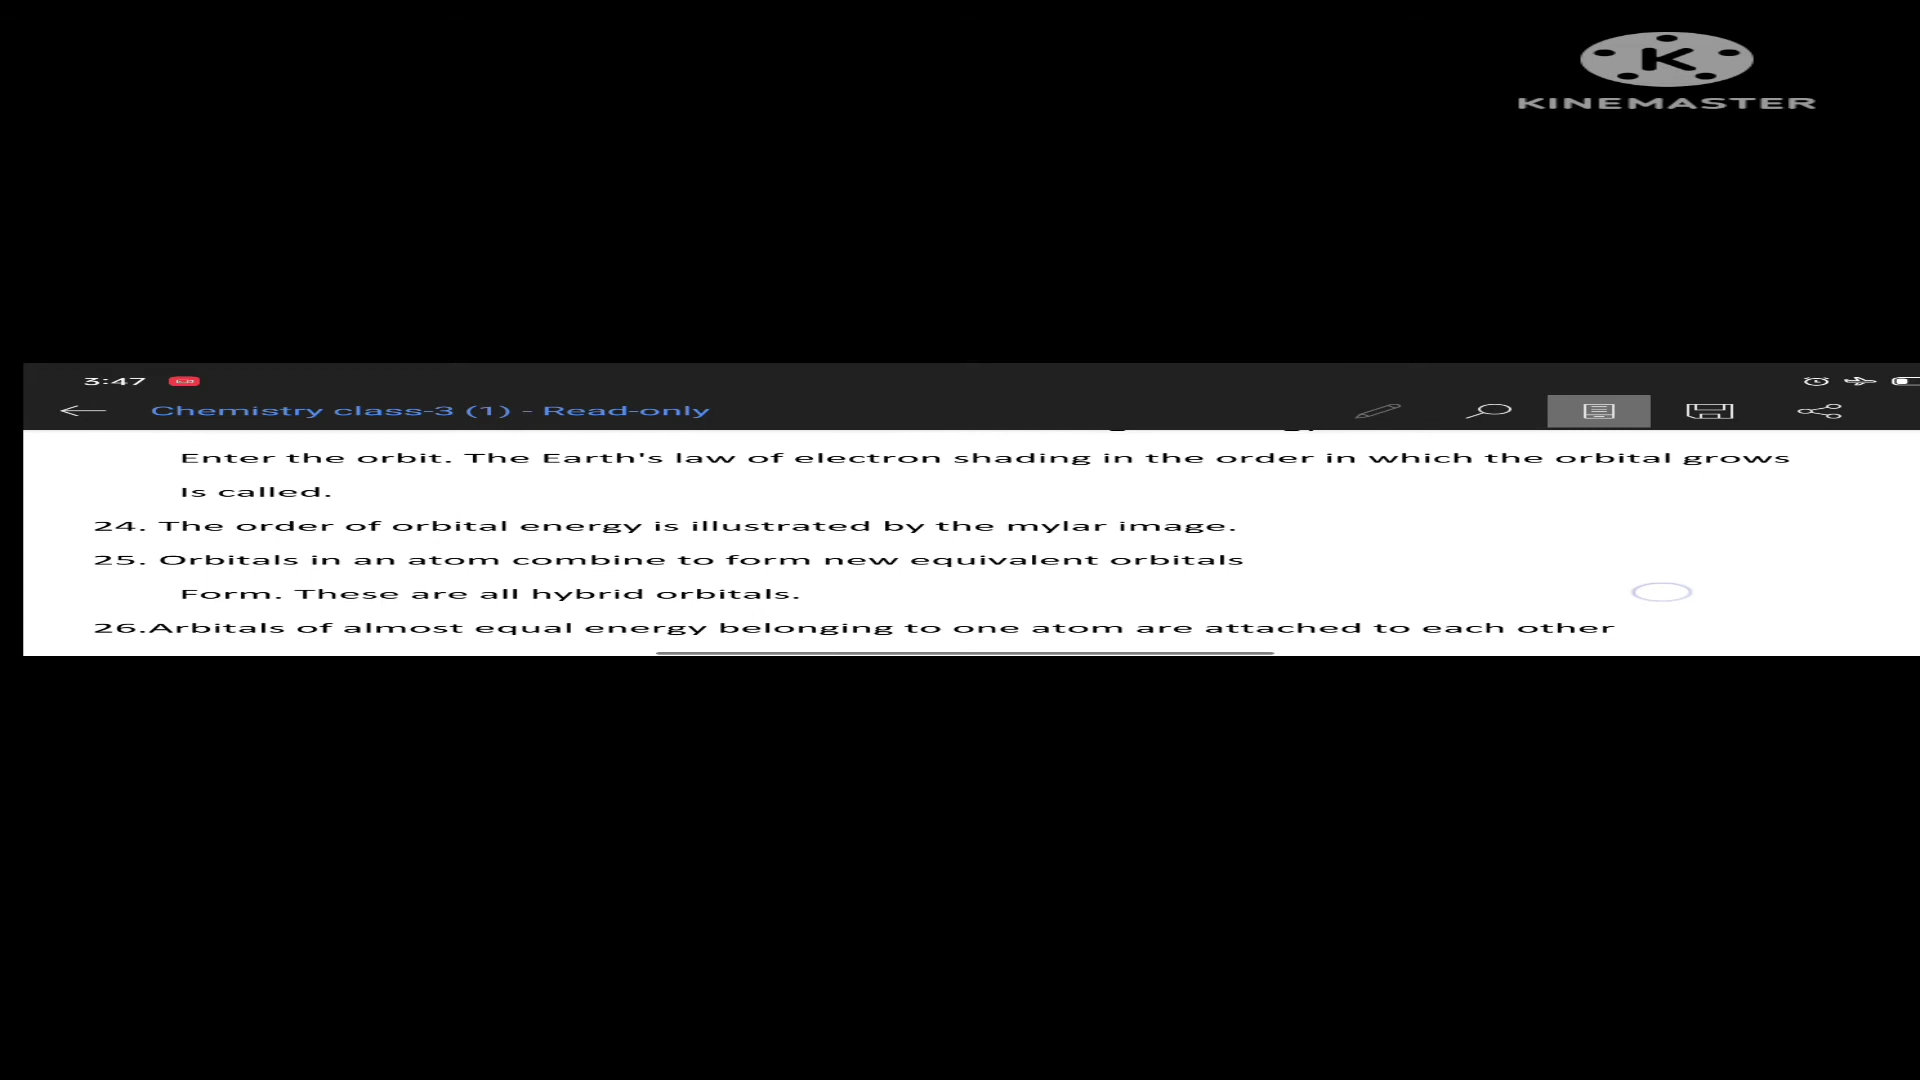 K
KINEMASTER
3:47
Chemistry class-3 (1) - Read-only
Enter the orbit. The Earth's law of electron shading in the order in which the orbital grows
Is called.
24. The order of orbital energy is illustrated by the mylar image.
25. Orbitals in an atom combine to form new equivalent orbitals
Form. These are all hybrid orbitals.
26.Arbitals of almost equal energy belonging to one atom are attached to each other